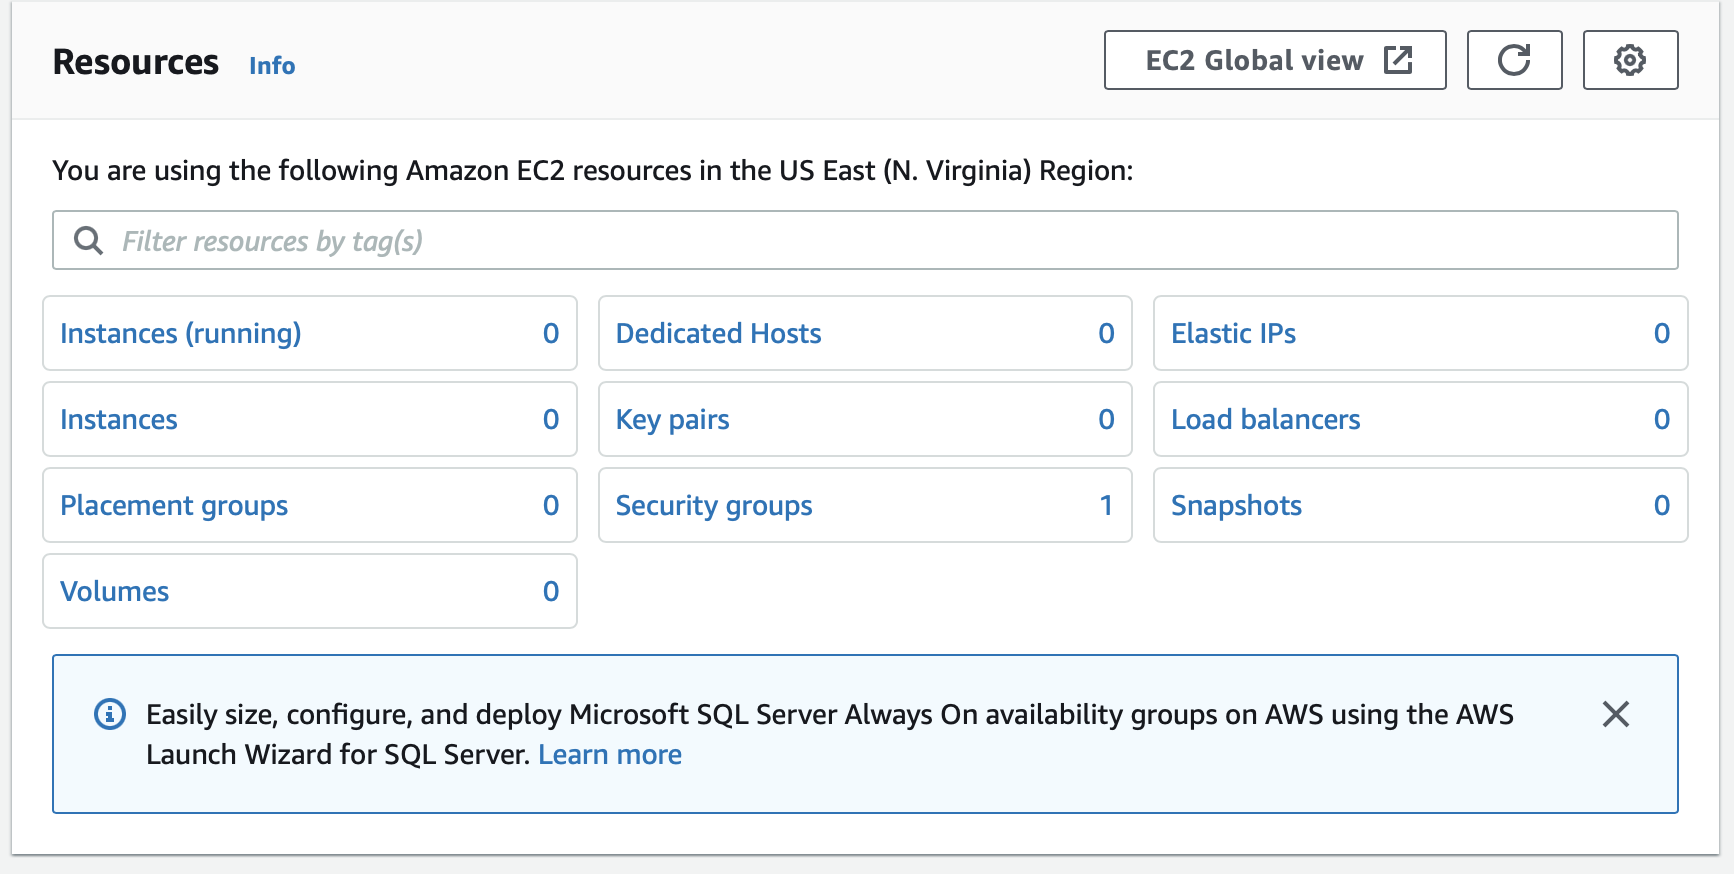 Resources Info
EC2 Global view
You are using the following Amazon EC2 resources in the US East (N. Virginia) Region:
Filter resources by tag(s)
Instances (running) 0
Dedicated Hosts 0
Elastic IPs 0
Instances 0
Key pairs 0
Load balancers 0
Placement groups 0
Security groups 1
Snapshots 0
Volumes 0
Easily size, configure, and deploy Microsoft SQL Server Always On availability groups on AWS using the AWS
Launch Wizard for SQL Server. Learn more